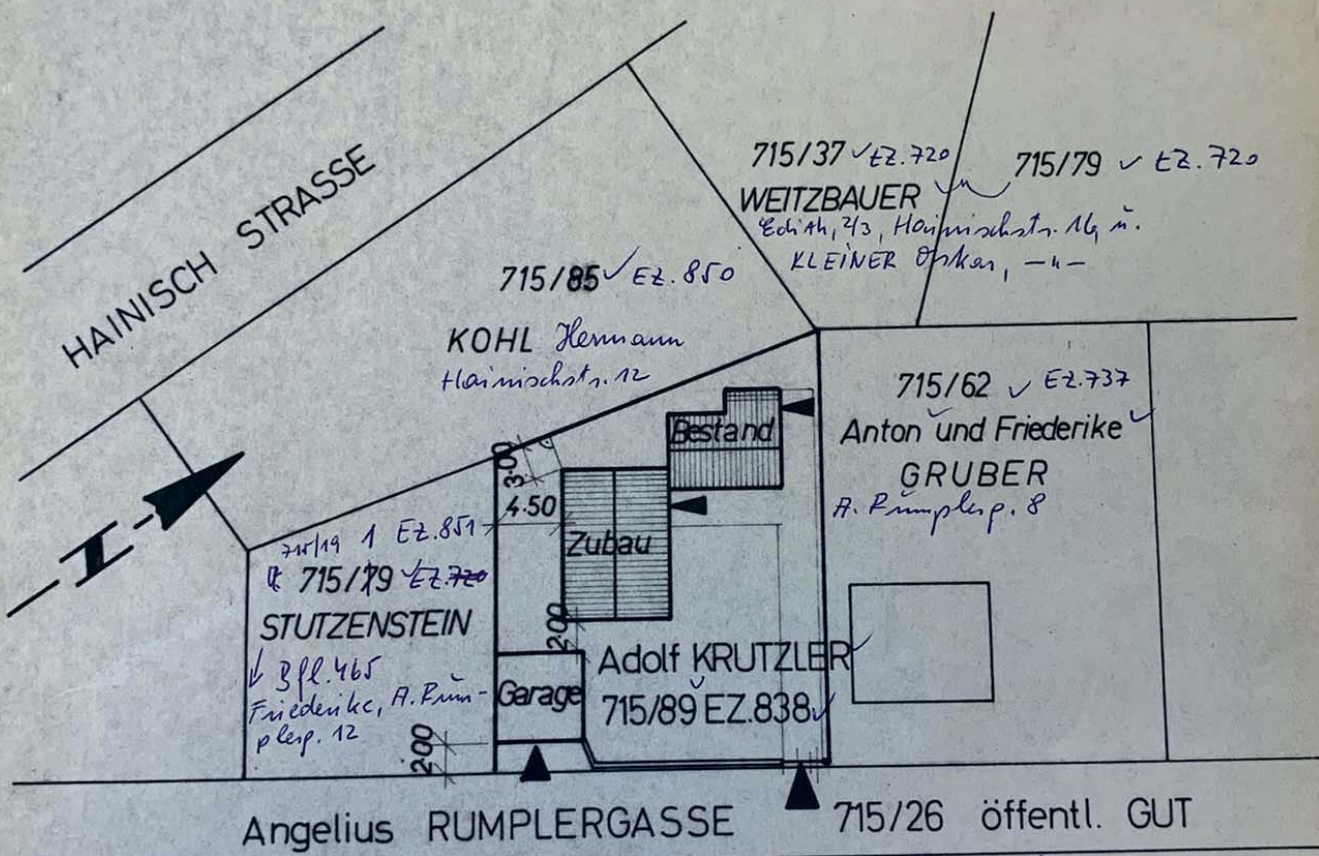 HAINISCH STRASSE
715/37 ✓ EZ.720
715/79 ✓ EZ.720
WEITZBAUER
Edith, 2/3, Hainischstr. 16, u.
KLEINER Oskar, -"-
715/85 ✓ EZ.850
KOHL Hermann
Hainischstr. 12
715/62 ✓ EZ.737
Anton und Friederike
GRUBER
A. Rumplerg. 8
Bestand
3·00
4·50
Zubau
715/19 1 EZ.851
715/79 EZ.720
STUTZENSTEIN
Bfl. 465
Friederike, A. Rum-
plerg. 12
2·00
Garage
Adolf KRUTZLER
715/89 EZ.838
2·00
Angelius RUMPLERGASSE
715/26 öffentl. GUT